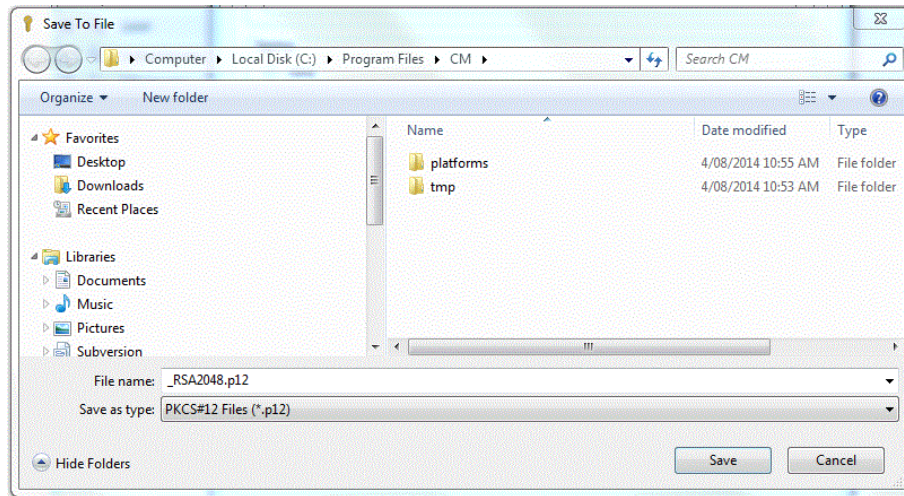 Save To File
Computer Local Disk (C:) Program Files CM Search CM
Organize New folder
Favorites
Desktop
Downloads
Recent Places
Libraries
Documents
Music
Pictures
Subversion
Name Date modified Type
platforms 4/08/2014 10:55 AM File folder
tmp 4/08/2014 10:53 AM File folder
File name: _RSA2048.p12
Save as type: PKCS#12 Files (*.p12)
Hide Folders Save Cancel